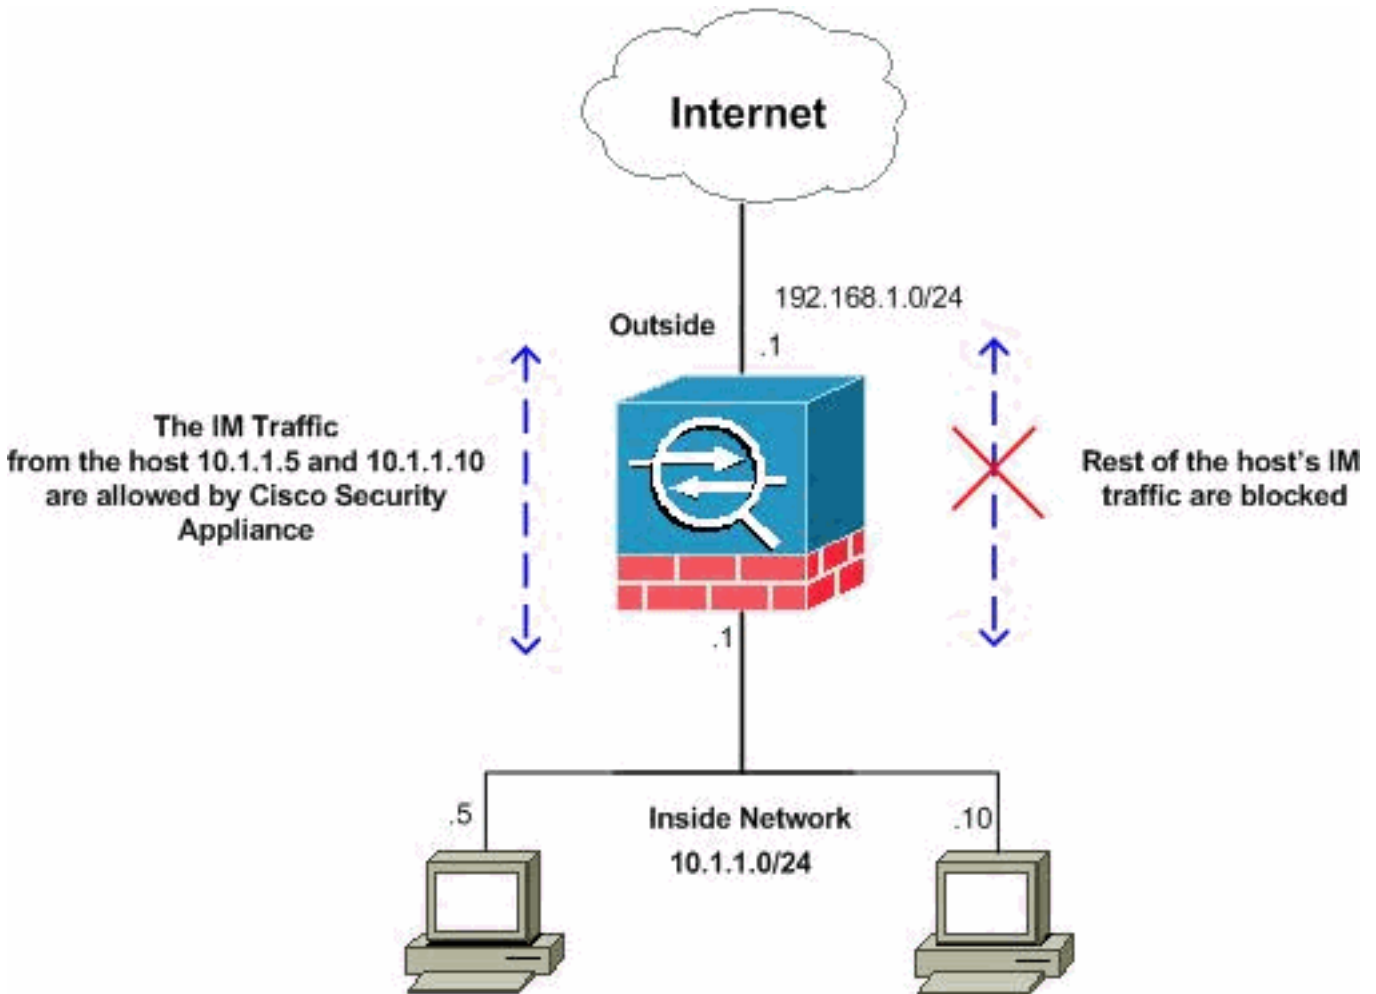 Internet
192.168.1.0/24
Outside
.1
The IM Traffic
from the host 10.1.1.5 and 10.1.1.10
are allowed by Cisco Security
Appliance
Rest of the host's IM
traffic are blocked
.1
.5
Inside Network
.10
10.1.1.0/24